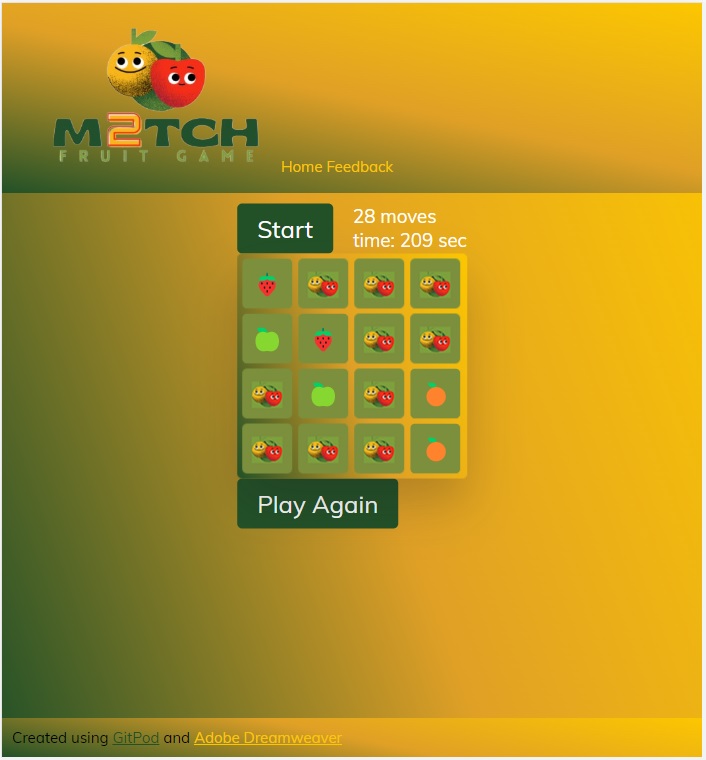 M2TCH
FRUIT GAME
Home Feedback
Start
28 moves
time: 209 sec
Play Again
Created using GitPod and Adobe Dreamweaver